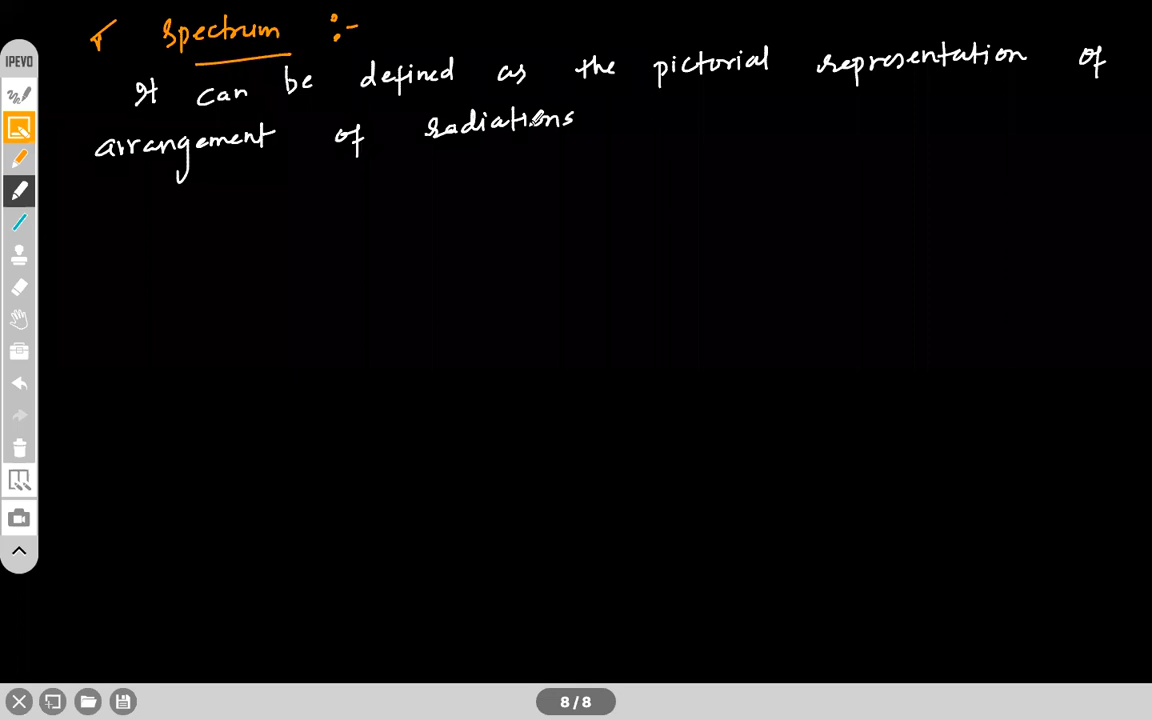 IPEVO
Spectrum :-
It can be defined as the pictorial representation of
arrangement of radiations
8 / 8